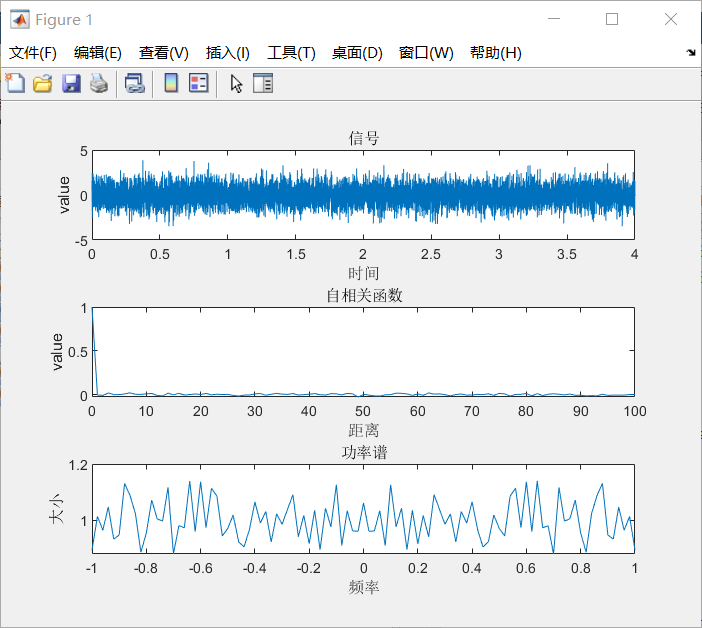 Figure 1
文件(F) 编辑(E) 查看(V) 插入(I) 工具(T) 桌面(D) 窗口(W) 帮助(H)
信号
5
0
-5
value
0 0.5 1 1.5 2 2.5 3 3.5 4
时间
自相关函数
1
0.5
0
value
0 10 20 30 40 50 60 70 80 90 100
距离
功率谱
1.2
1
大小
-1 -0.8 -0.6 -0.4 -0.2 0 0.2 0.4 0.6 0.8 1
频率